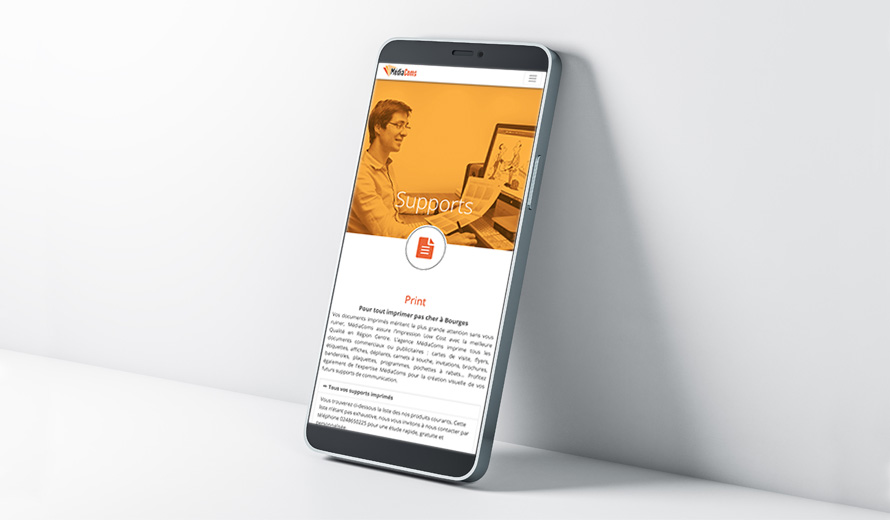 MédiaComs
Supports
Print
Pour tout imprimer pas cher à Bourges
Vos documents imprimés méritent le plus grande attention sans vous
ruiner, MédiaComs assure l'impression Low Cost avec la meilleure
Qualité en Région Centre. L'agence MédiaComs imprime tous les
documents commerciaux ou publicitaires : cartes de visite, flyers,
étiquettes, affiches, dépliants, carnets à souche, invitations, brochures,
banderoles, plaquettes, programmes, pochettes à rabats... Profitez
également de l'expertise MédiaComs pour la création visuelle de vos
futurs supports de communication.
− Tous vos supports imprimés
Vous trouverez ci-dessous la liste des nos produits courants. Cette
liste n'étant pas exhaustive, nous vous invitons à nous contacter par
téléphone 0248655225 pour une étude rapide, gratuite et
personnalisée.